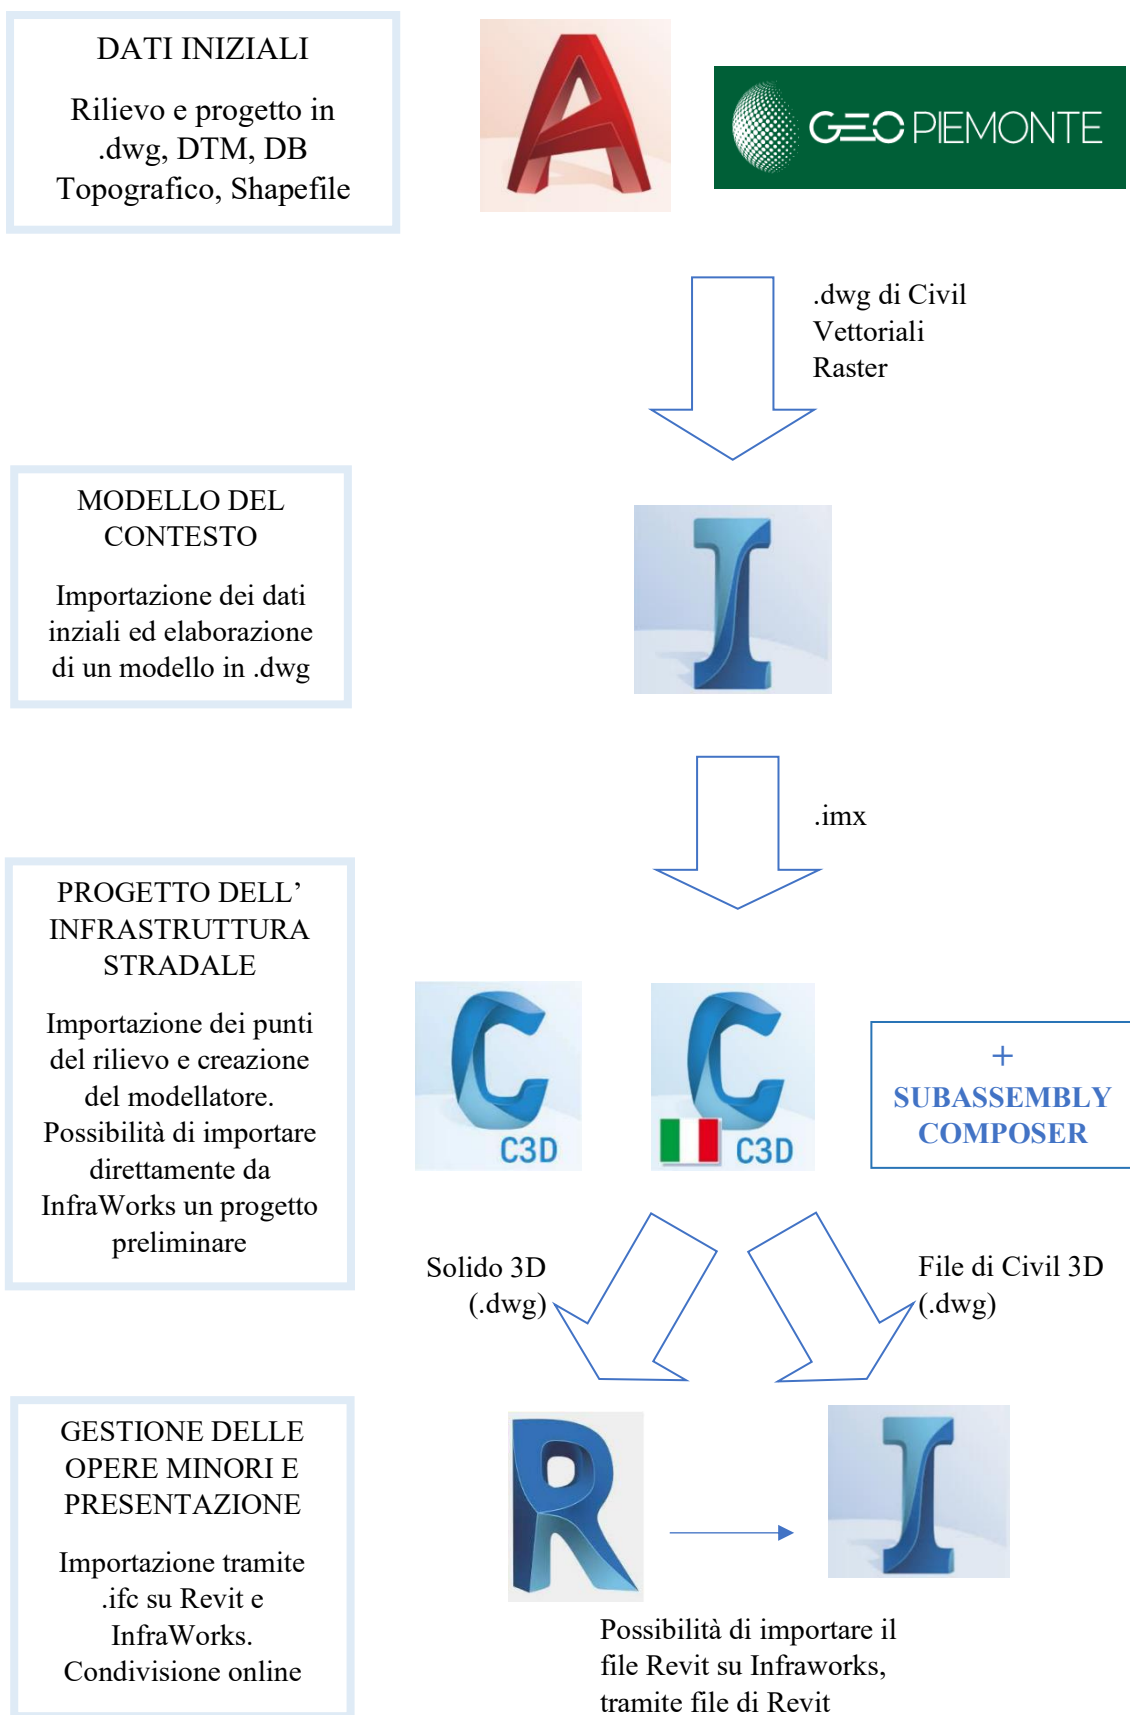 DATI INIZIALI
Rilievo e progetto in
.dwg, DTM, DB
Topografico, Shapefile
GEO PIEMONTE
.dwg di Civil
Vettoriali
Raster
MODELLO DEL
CONTESTO
Importazione dei dati
inziali ed elaborazione
di un modello in .dwg
.imx
PROGETTO DELL’
INFRASTRUTTURA
STRADALE
Importazione dei punti
del rilievo e creazione
del modellatore.
Possibilità di importare
direttamente da
InfraWorks un progetto
preliminare
C3D
C3D
+
SUBASSEMBLY
COMPOSER
Solido 3D
(.dwg)
File di Civil 3D
(.dwg)
GESTIONE DELLE
OPERE MINORI E
PRESENTAZIONE
Importazione tramite
.ifc su Revit e
InfraWorks.
Condivisione online
Possibilità di importare il
file Revit su Infraworks,
tramite file di Revit